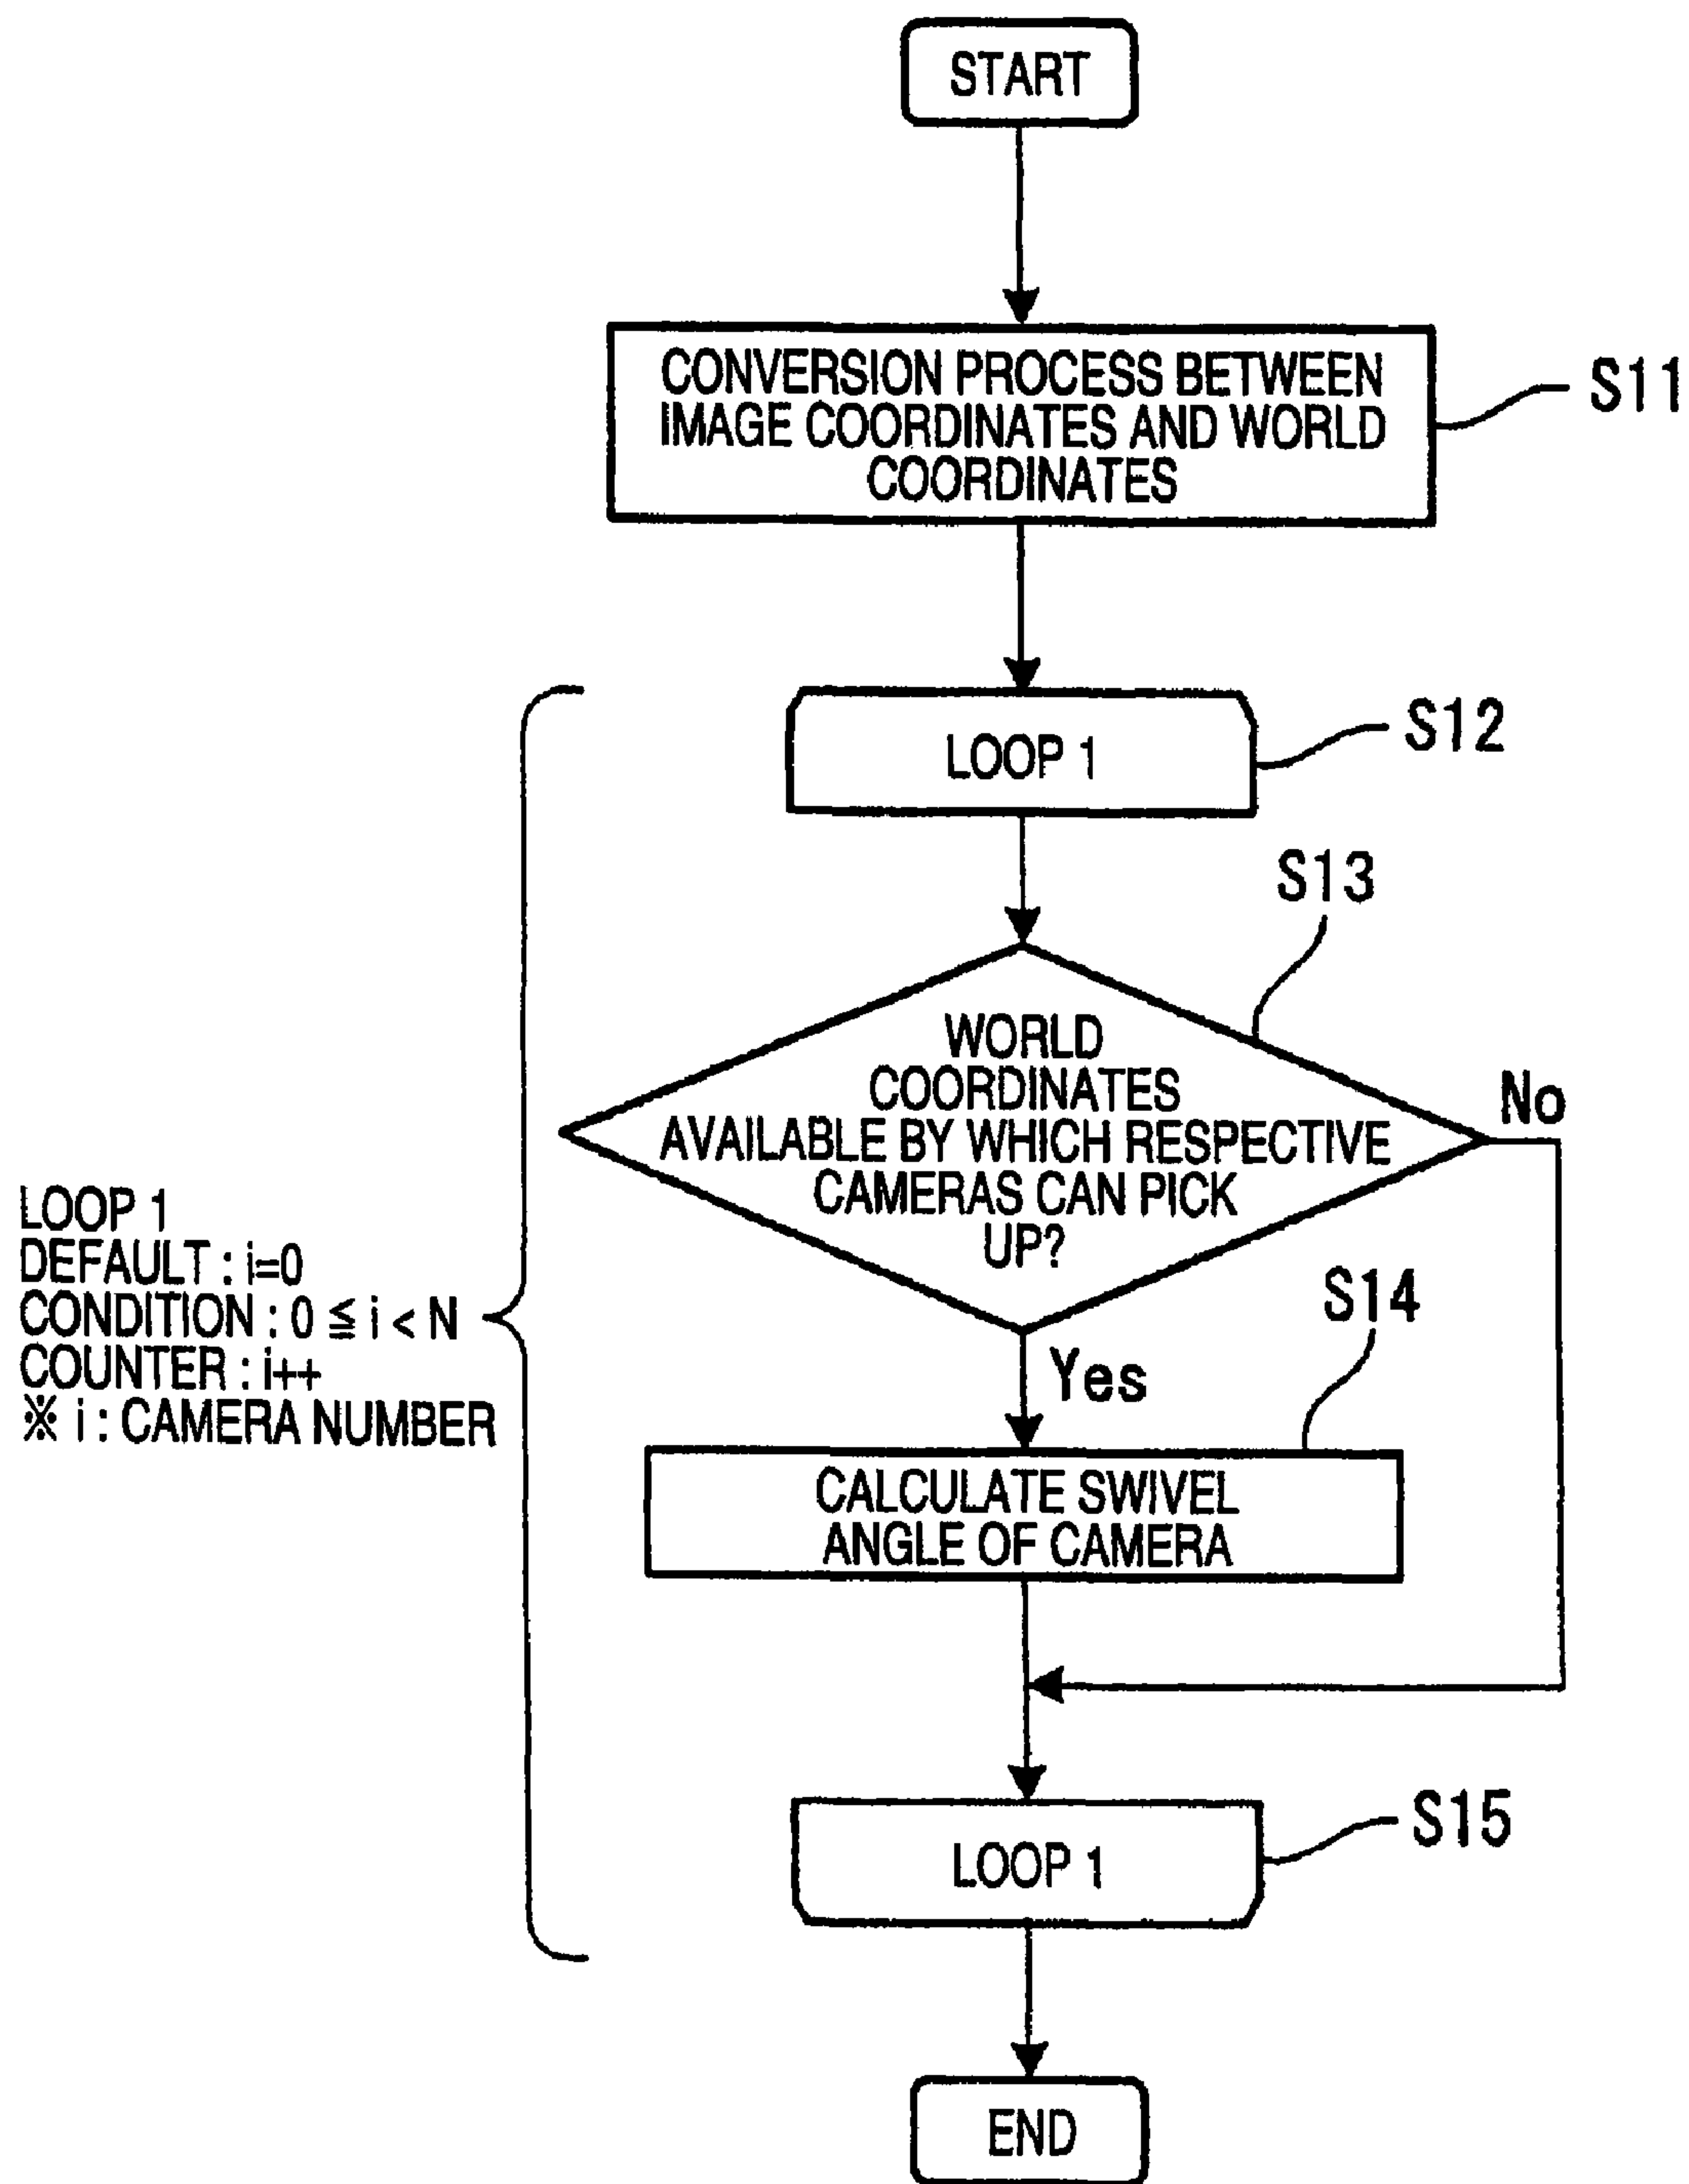 START
CONVERSION PROCESS BETWEEN
IMAGE COORDINATES AND WORLD
COORDINATES
S11
LOOP 1
S12
S13
WORLD
COORDINATES
AVAILABLE BY WHICH RESPECTIVE
CAMERAS CAN PICK
UP?
No
LOOP 1
DEFAULT : i=0
CONDITION : 0 ≦ i < N
COUNTER : i++
※ i : CAMERA NUMBER
Yes
S14
CALCULATE SWIVEL
ANGLE OF CAMERA
LOOP 1
S15
END